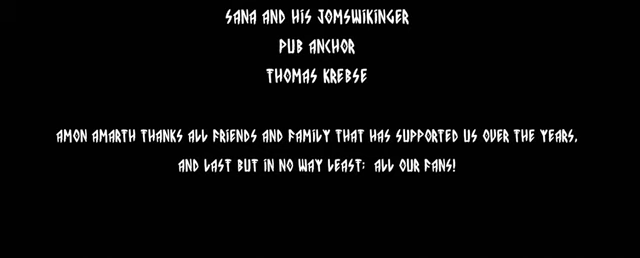 SANA AND HIS JOMSWIKINGER
PUB ANCHOR
THOMAS KREBSE
AMON AMARTH THANKS ALL FRIENDS AND FAMILY THAT HAS SUPPORTED US OVER THE YEARS,
AND LAST BUT IN NO WAY LEAST: ALL OUR FANS!